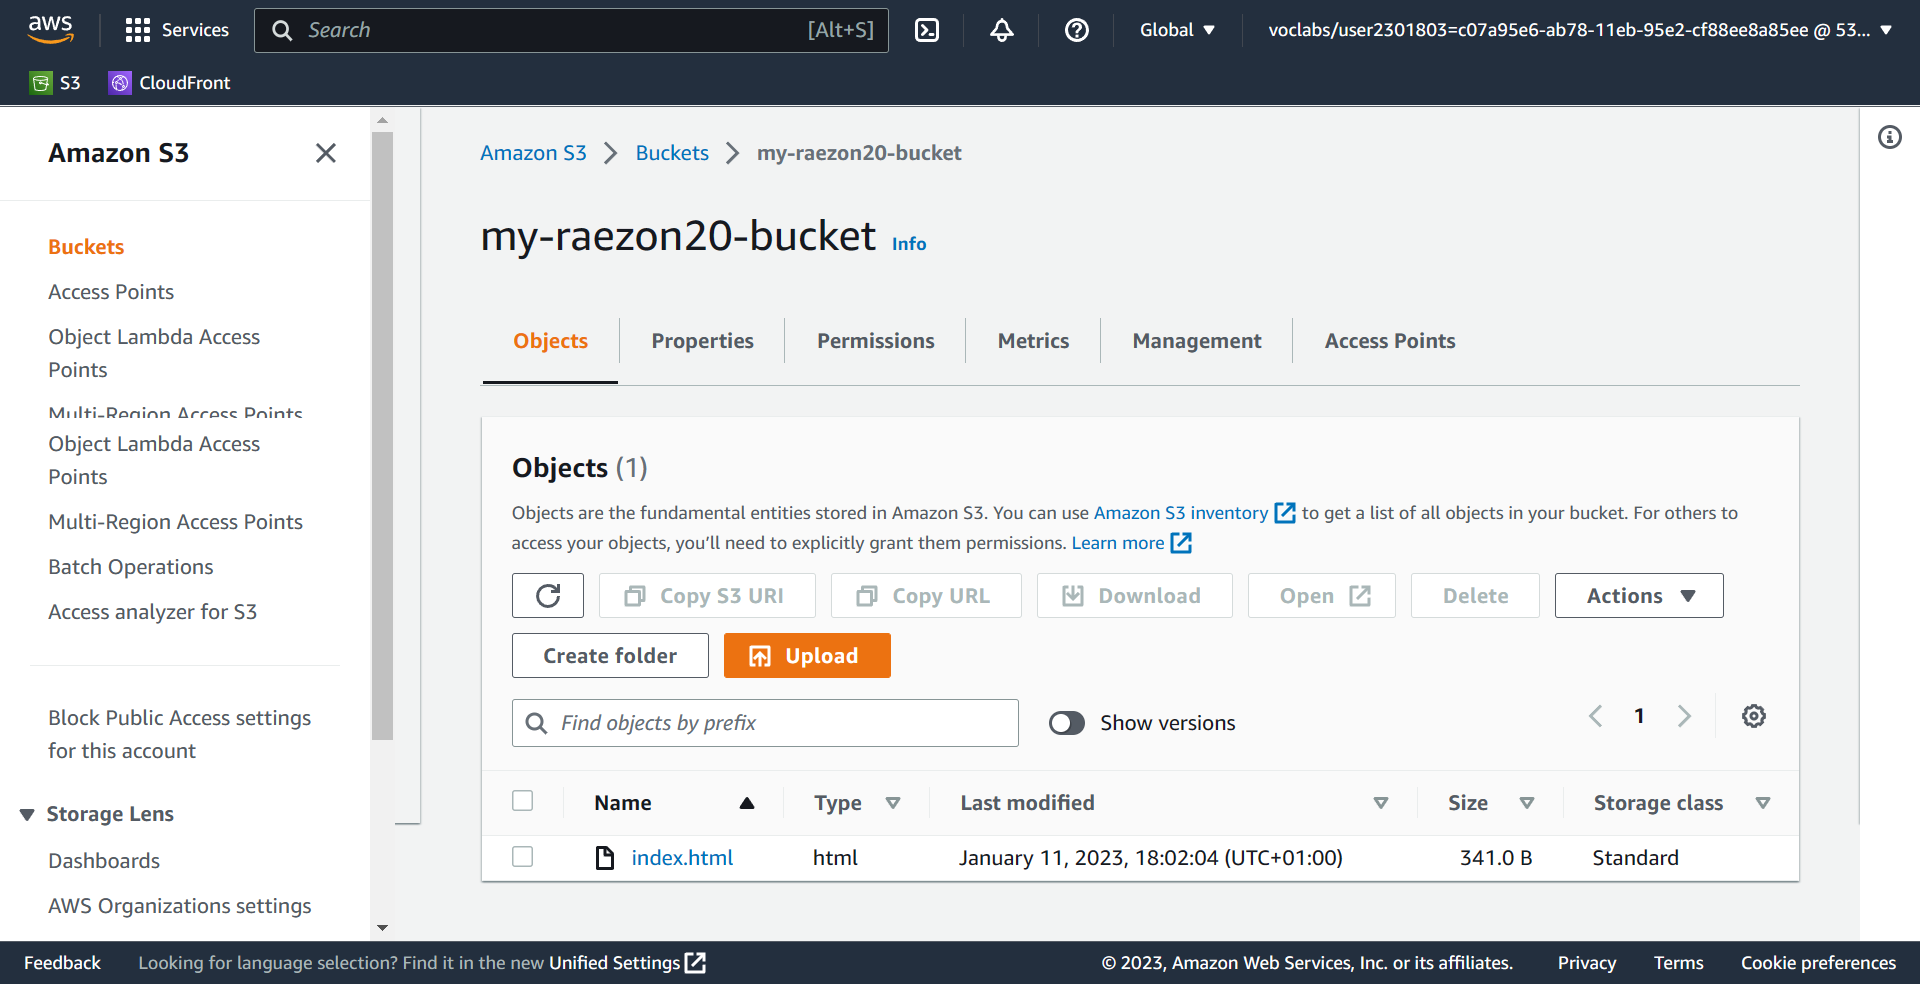 aws
Services
Search
[Alt+S]
Global
voclabs/user2301803=c07a95e6-ab78-11eb-95e2-cf88ee8a85ee @ 53...
S3
CloudFront
Amazon S3
Buckets
Access Points
Object Lambda Access
Points
Multi-Region Access Points
Object Lambda Access
Points
Multi-Region Access Points
Batch Operations
Access analyzer for S3
Block Public Access settings
for this account
Storage Lens
Dashboards
AWS Organizations settings
Amazon S3
Buckets
my-raezon20-bucket
my-raezon20-bucket Info
Objects
Properties
Permissions
Metrics
Management
Access Points
Objects (1)
Objects are the fundamental entities stored in Amazon S3. You can use Amazon S3 inventory to get a list of all objects in your bucket. For others to
access your objects, you’ll need to explicitly grant them permissions. Learn more
Copy S3 URI
Copy URL
Download
Open
Delete
Actions
Create folder
Upload
Find objects by prefix
Show versions
1
Name
Type
Last modified
Size
Storage class
index.html
html
January 11, 2023, 18:02:04 (UTC+01:00)
341.0 B
Standard
Feedback
Looking for language selection? Find it in the new Unified Settings
© 2023, Amazon Web Services, Inc. or its affiliates.
Privacy
Terms
Cookie preferences